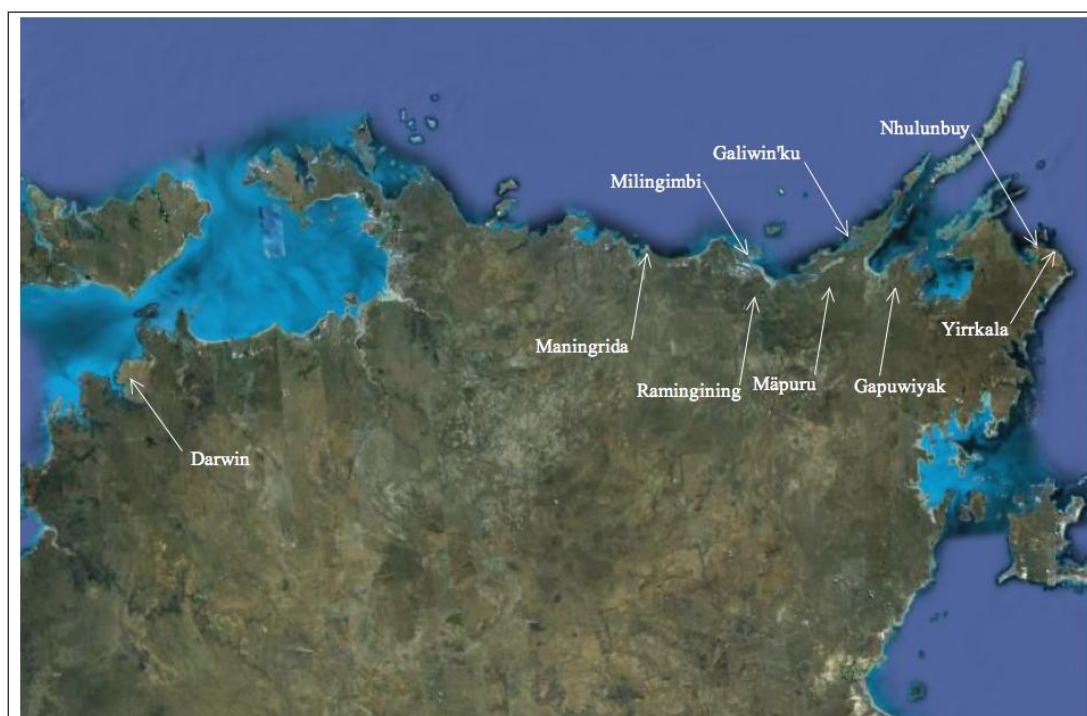 Nhulunbuy
Galiwin'ku
Milingimbi
Maningrida
Yirrkala
Ramingining
Mäpuru
Gapuwiyak
Darwin